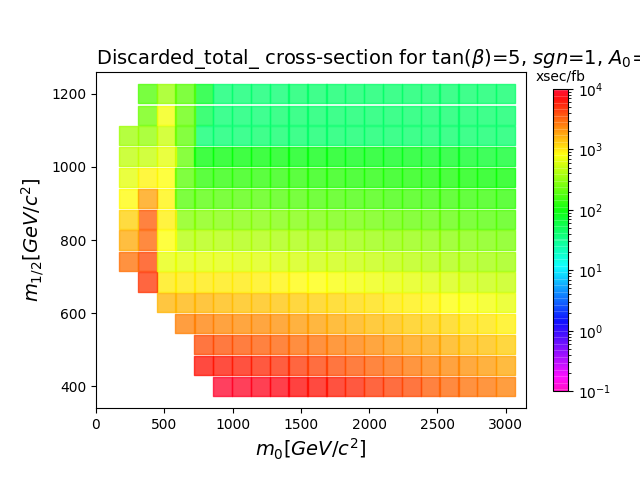 Discarded_total_ cross-section for tan(β)=5, sgn=1, A₀=
xsec/fb
10⁴
10³
10²
10¹
10⁰
10⁻¹
m₁/₂[GeV/c²]
1200
1000
800
600
400
0 500 1000 1500 2000 2500 3000
m₀[GeV/c²]